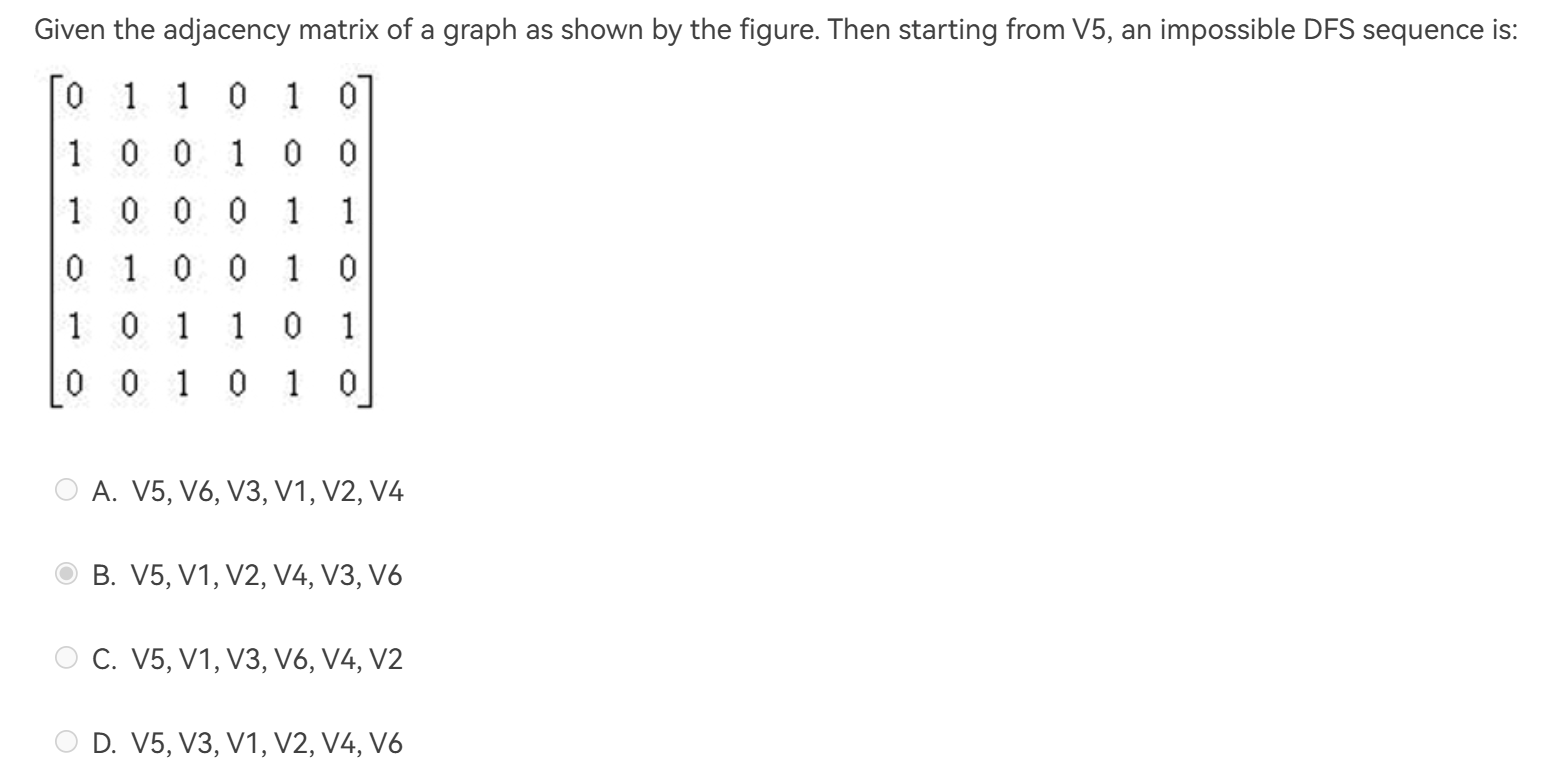 Given the adjacency matrix of a graph as shown by the figure. Then starting from V5, an impossible DFS sequence is:
0 1 1 0 1 0
1 0 0 1 0 0
1 0 0 0 1 1
0 1 0 0 1 0
1 0 1 1 0 1
0 0 1 0 1 0
A. V5, V6, V3, V1, V2, V4
B. V5, V1, V2, V4, V3, V6
C. V5, V1, V3, V6, V4, V2
D. V5, V3, V1, V2, V4, V6